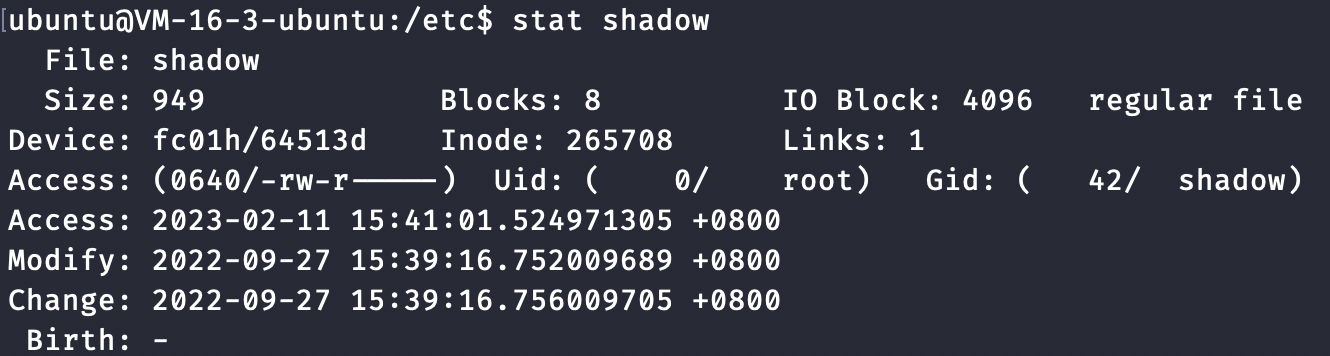 [ubuntu@VM-16-3-ubuntu:/etc$ stat shadow
  File: shadow
  Size: 949             Blocks: 8          IO Block: 4096   regular file
Device: fc01h/64513d    Inode: 265708      Links: 1
Access: (0640/-rw-r-----)  Uid: (    0/    root)   Gid: (   42/  shadow)
Access: 2023-02-11 15:41:01.524971305 +0800
Modify: 2022-09-27 15:39:16.752009689 +0800
Change: 2022-09-27 15:39:16.756009705 +0800
 Birth: -